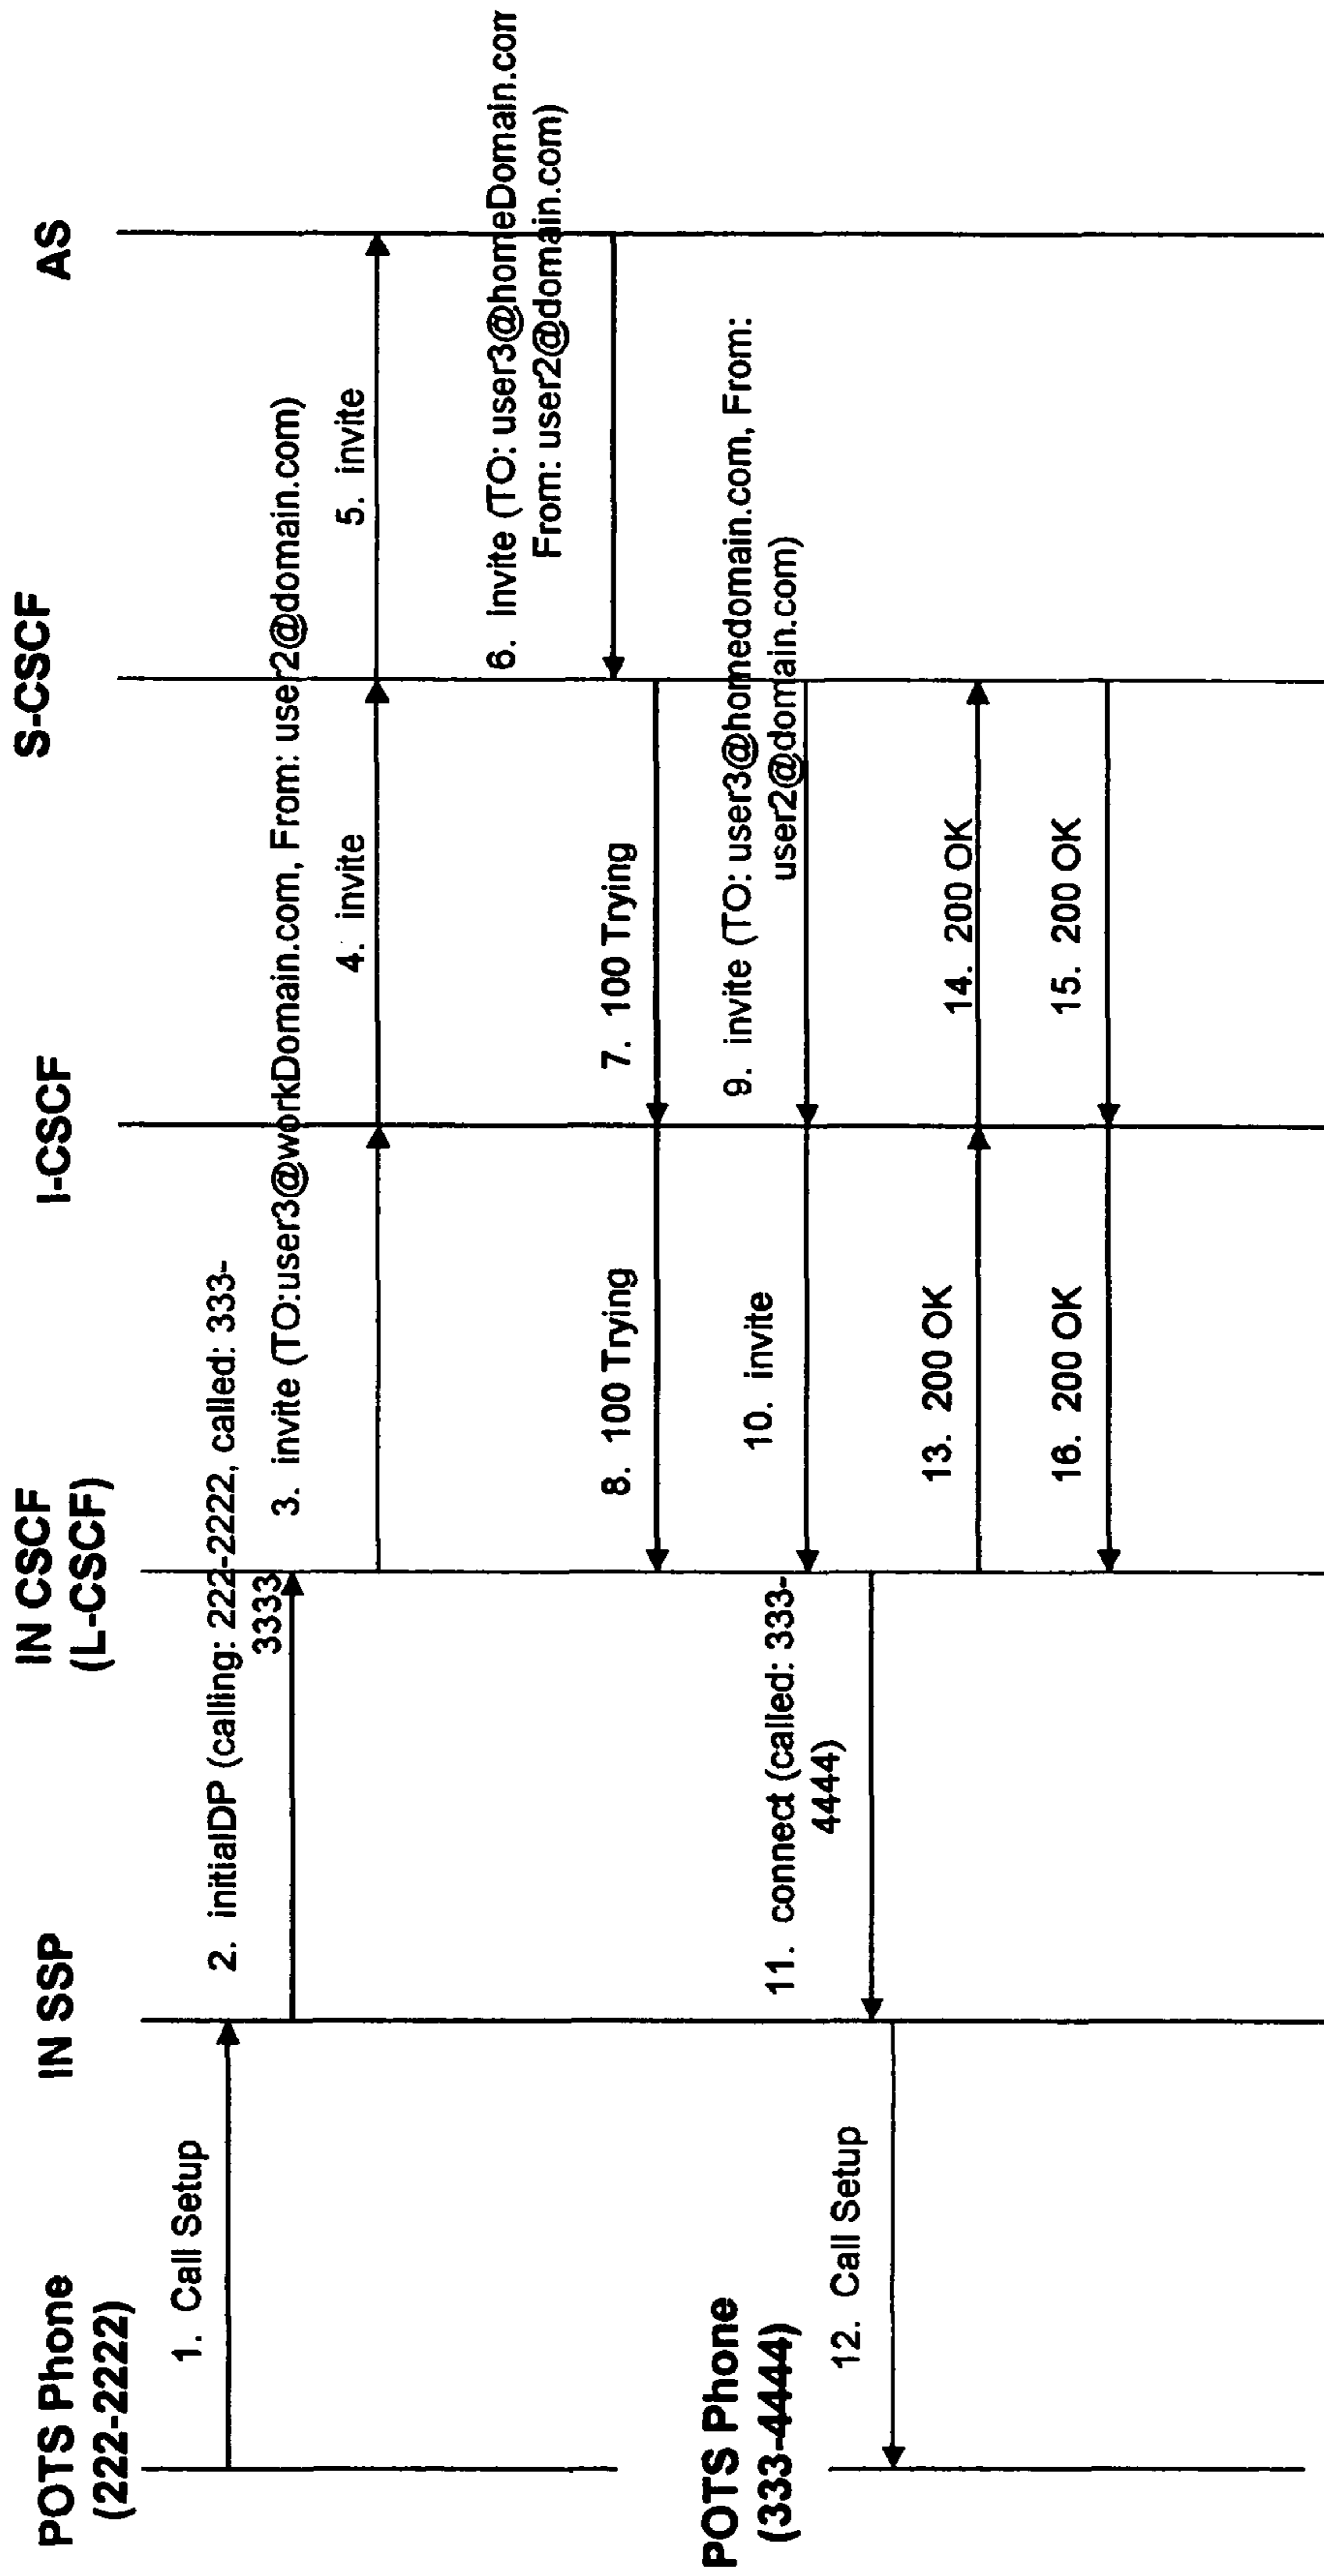 POTS Phone
(222-2222)
IN SSP
IN CSCF
(L-CSCF)
I-CSCF
S-CSCF
AS
1. Call Setup
2. initialDP (calling: 222-2222, called: 333-
3333
3. invite (TO:user3@workDomain.com, From: user2@domain.com)
4. invite
5. invite
6. invite (TO: user3@homeDomain.com
From: user2@domain.com)
7. 100 Trying
8. 100 Trying
9. invite (TO: user3@homedomain.com, From:
user2@domain.com)
10. invite
11. connect (called: 333-
4444)
POTS Phone
(333-4444)
12. Call Setup
13. 200 OK
14. 200 OK
15. 200 OK
16. 200 OK